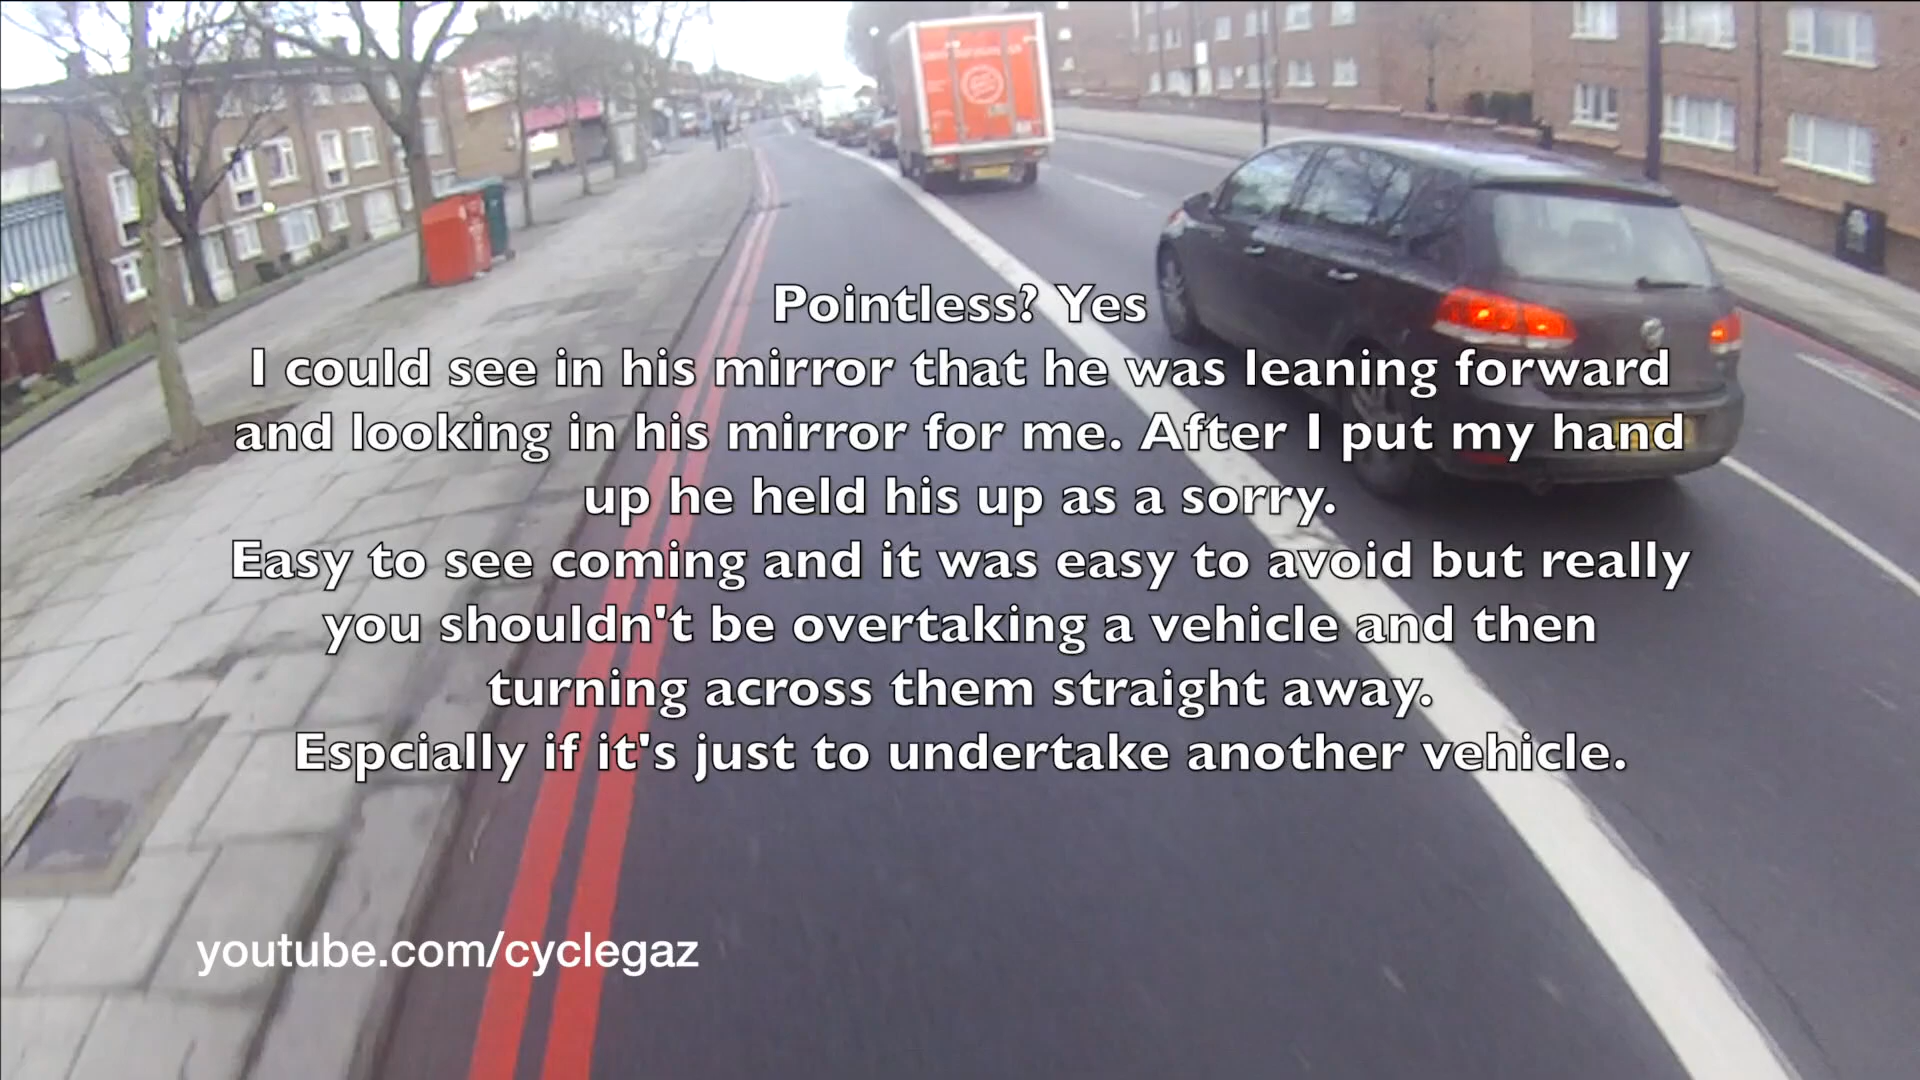 Pointless? Yes
I could see in his mirror that he was leaning forward
and looking in his mirror for me. After I put my hand
up he held his up as a sorry.
Easy to see coming and it was easy to avoid but really
you shouldn't be overtaking a vehicle and then
turning across them straight away.
Espcially if it's just to undertake another vehicle.
youtube.com/cyclegaz